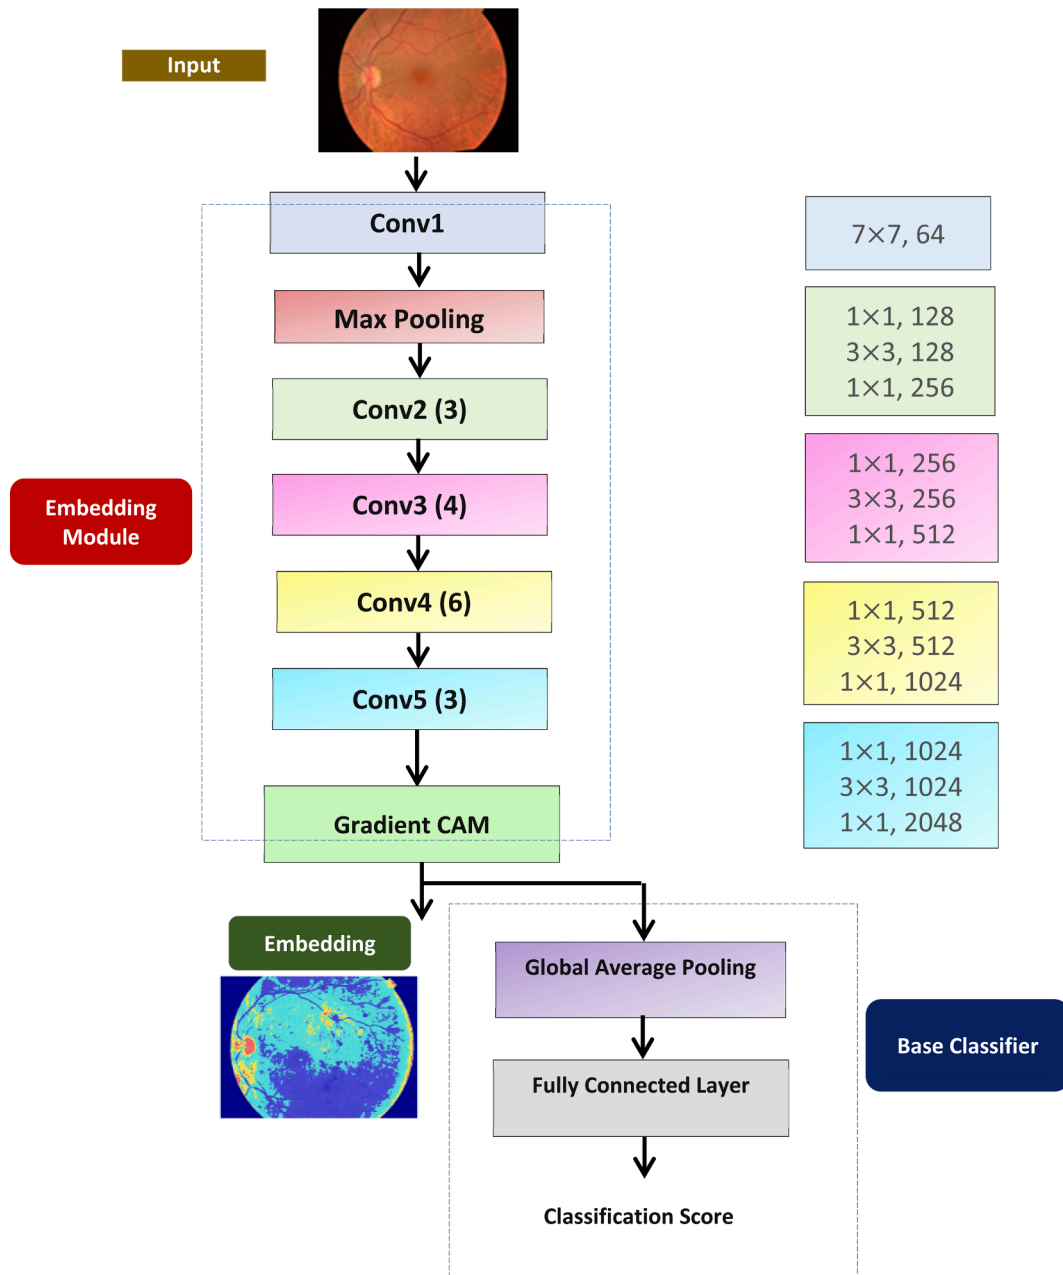 Input
Conv1
Max Pooling
Conv2 (3)
Conv3 (4)
Conv4 (6)
Conv5 (3)
Gradient CAM
Embedding
Module
7×7, 64
1×1, 128
3×3, 128
1×1, 256
1×1, 256
3×3, 256
1×1, 512
1×1, 512
3×3, 512
1×1, 1024
1×1, 1024
3×3, 1024
1×1, 2048
Embedding
Global Average Pooling
Fully Connected Layer
Classification Score
Base Classifier